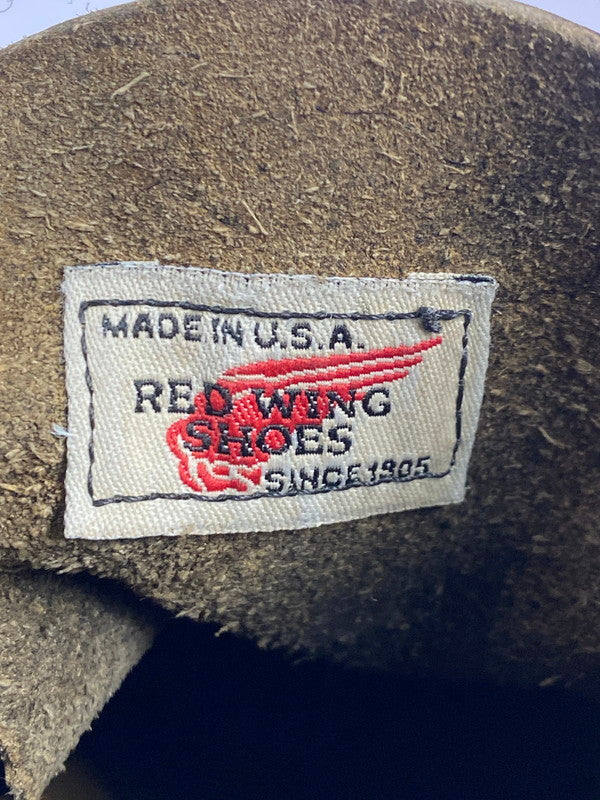 MADE IN U.S.A.
RED WING
SHOES
SINCE 1905